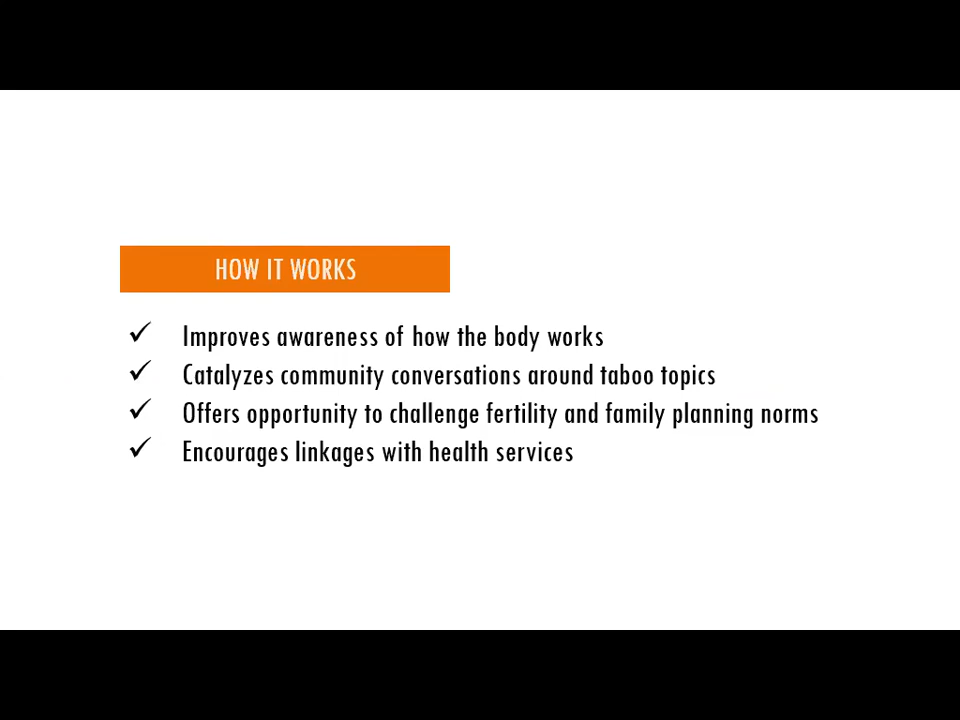 HOW IT WORKS
✓ Improves awareness of how the body works
✓ Catalyzes community conversations around taboo topics
✓ Offers opportunity to challenge fertility and family planning norms
✓ Encourages linkages with health services